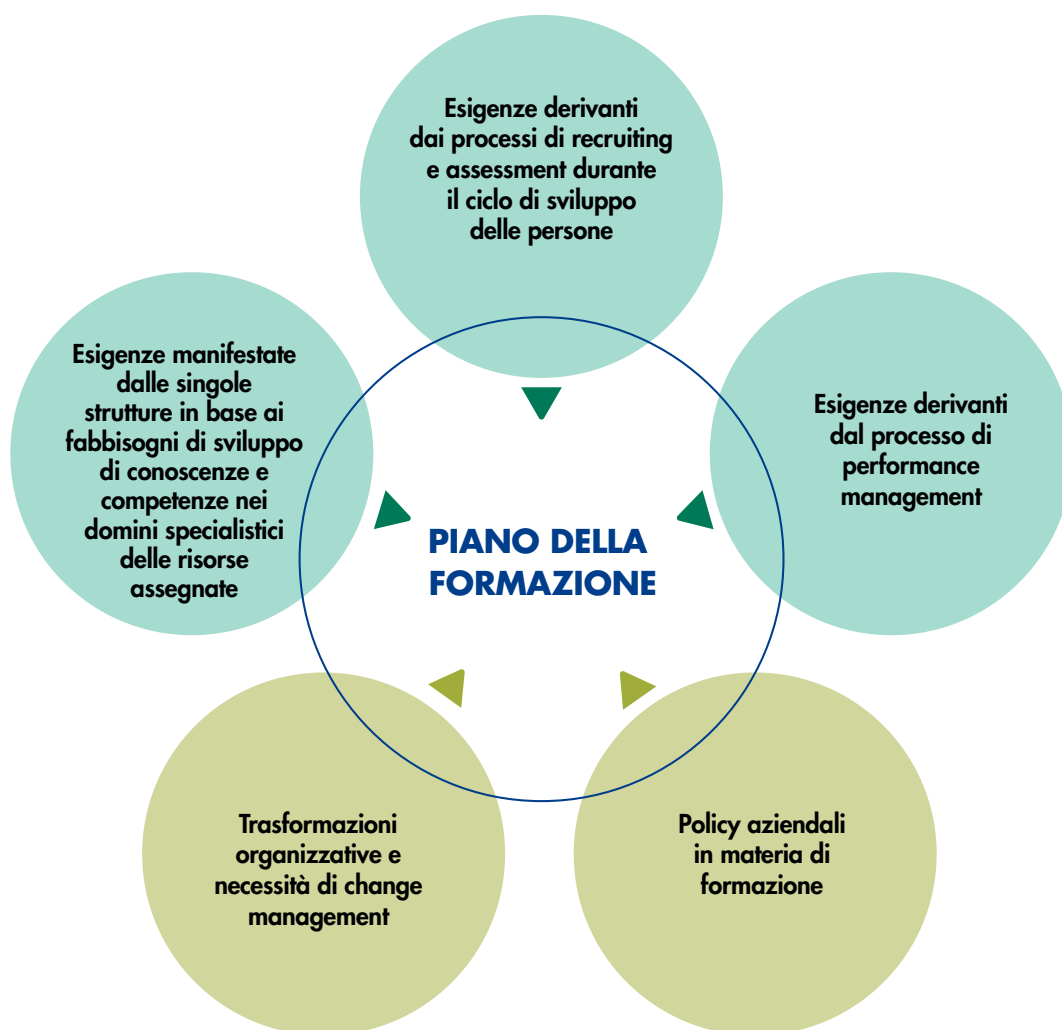 Esigenze derivanti
dai processi di recruiting
e assessment durante
il ciclo di sviluppo
delle persone
Esigenze manifestate
dalle singole
strutture in base ai
fabbisogni di sviluppo
di conoscenze e
competenze nei
domini specialistici
delle risorse
assegnate
Esigenze derivanti
dal processo di
performance
management
PIANO DELLA
FORMAZIONE
Trasformazioni
organizzative e
necessità di change
management
Policy aziendali
in materia di
formazione